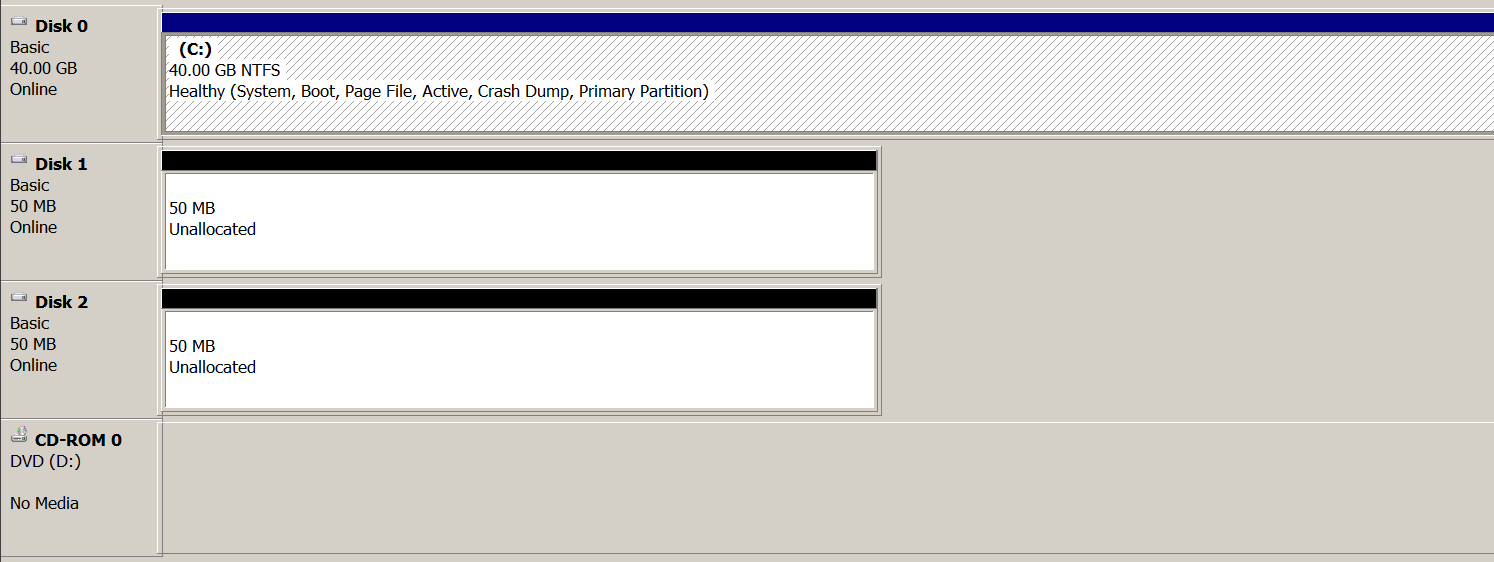 Disk 0
Basic
40.00 GB
Online
(C:)
40.00 GB NTFS
Healthy (System, Boot, Page File, Active, Crash Dump, Primary Partition)
Disk 1
Basic
50 MB
Online
50 MB
Unallocated
Disk 2
Basic
50 MB
Online
50 MB
Unallocated
CD-ROM 0
DVD (D:)
No Media